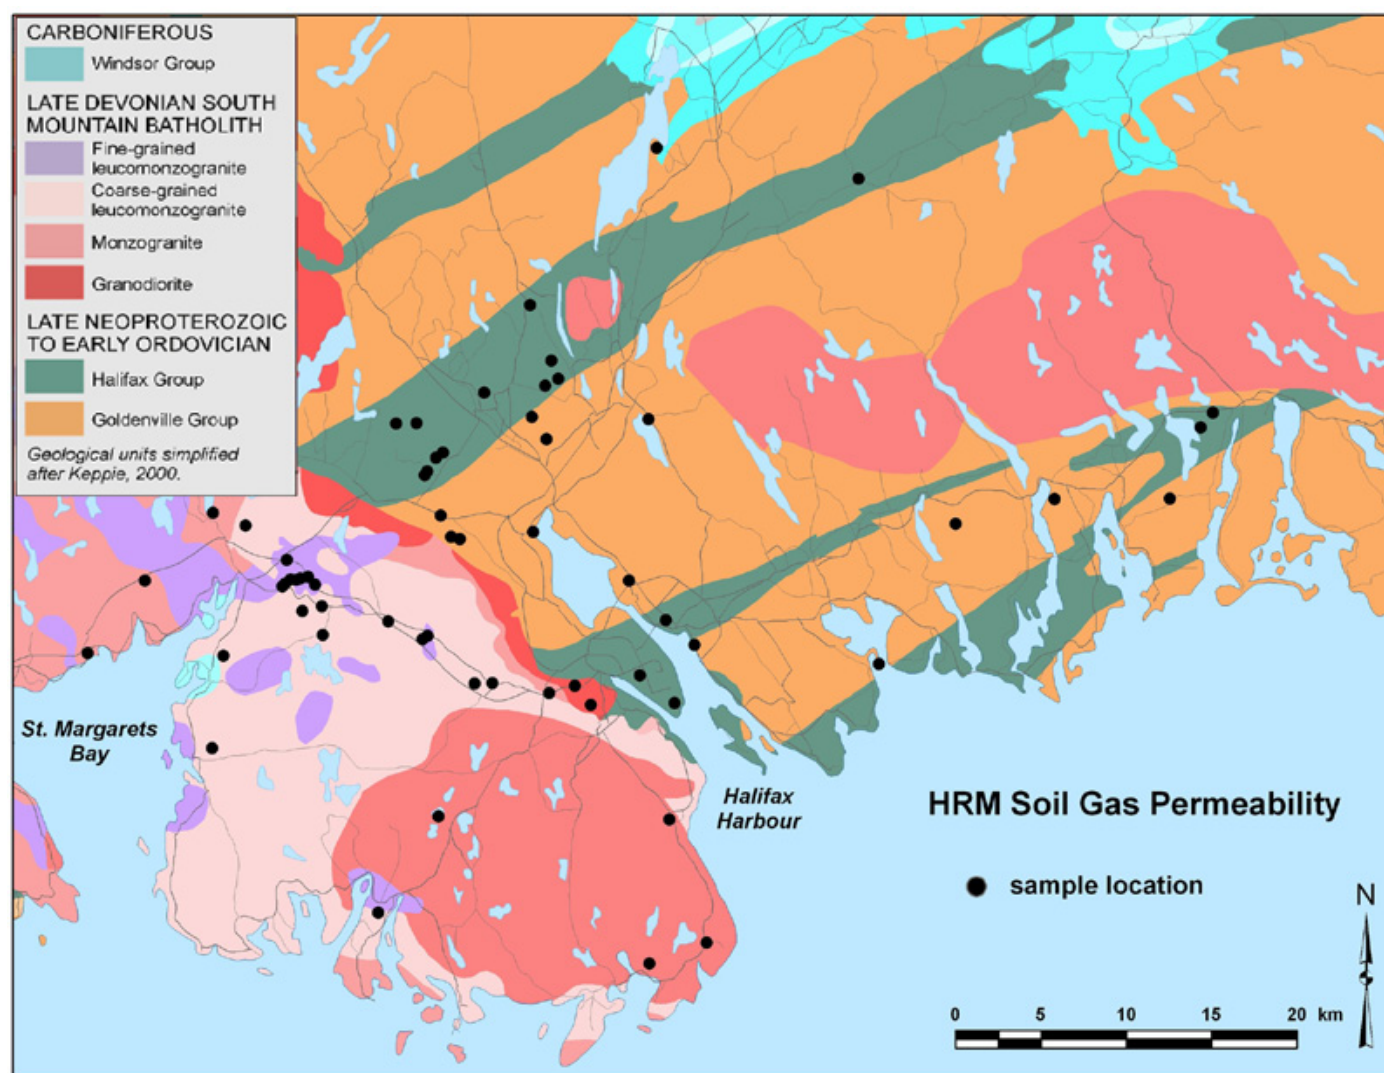 CARBONIFEROUS
Windsor Group
LATE DEVONIAN SOUTH
MOUNTAIN BATHOLITH
Fine-grained
leucomonzogranite
Coarse-grained
leucomonzogranite
Monzogranite
Granodiorite
LATE NEOPROTEROZOIC
TO EARLY ORDOVICIAN
Halifax Group
Goldenville Group
Geological units simplified
after Keppie, 2000.
St. Margarets
Bay
Halifax
Harbour
HRM Soil Gas Permeability
sample location
N
0 5 10 15 20 km